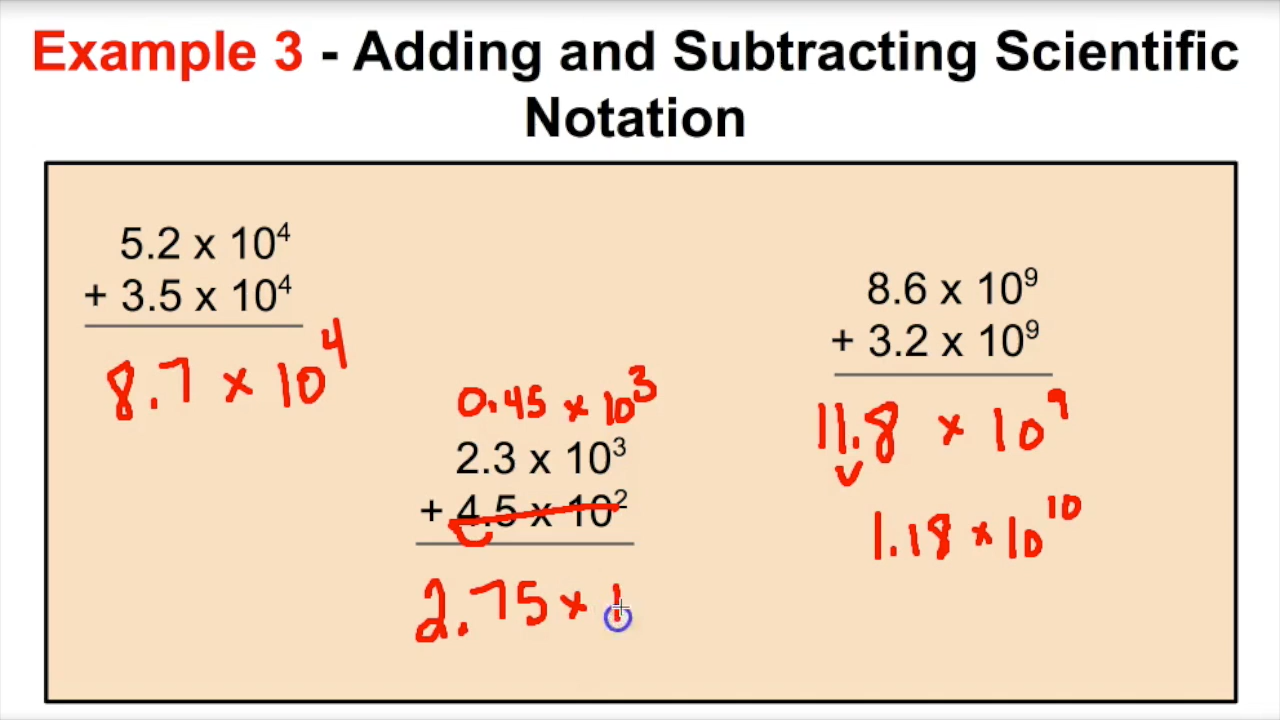 Example 3 - Adding and Subtracting Scientific
Notation
5.2 x 10⁴
+ 3.5 x 10⁴
8.7 x 10⁴
0.45 x 10³
2.3 x 10³
+ 4.5 x 10²
2.75 x 1
8.6 x 10⁹
+ 3.2 x 10⁹
11.8 x 10⁹
1.18 x 10¹⁰